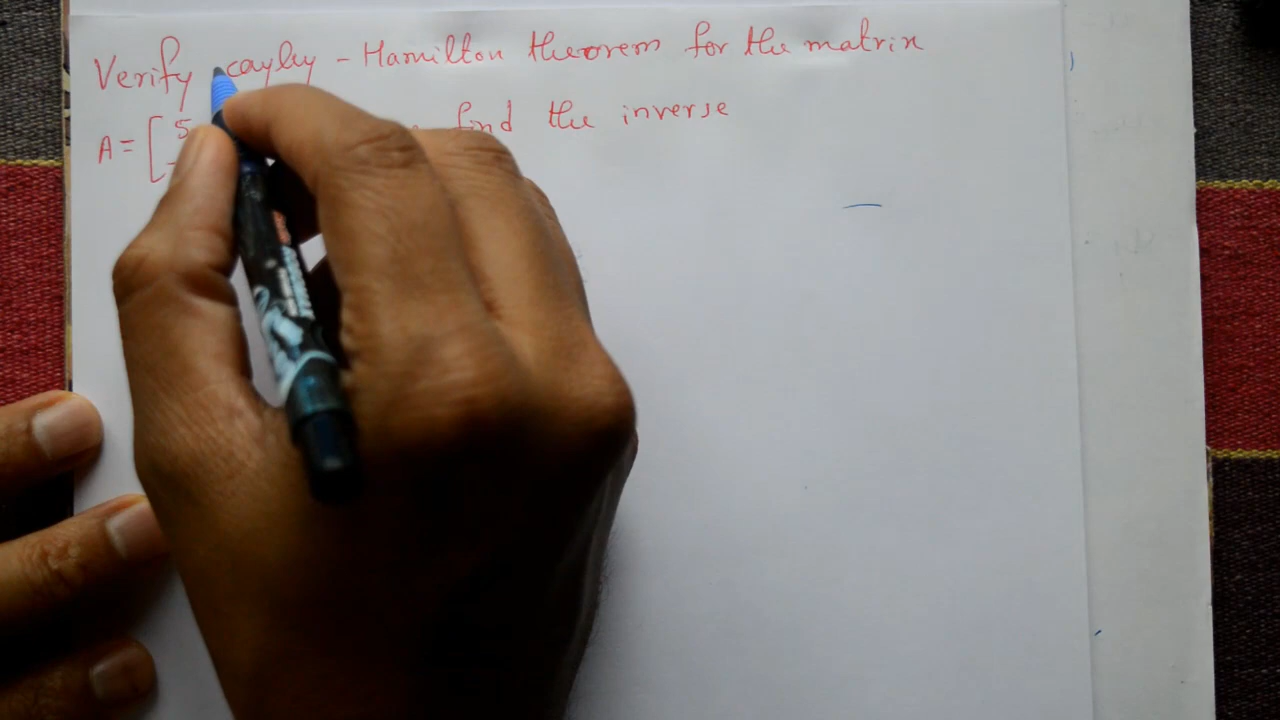 Verify cayley - Hamilton theorem for the matrix
A = [ 5 find the inverse